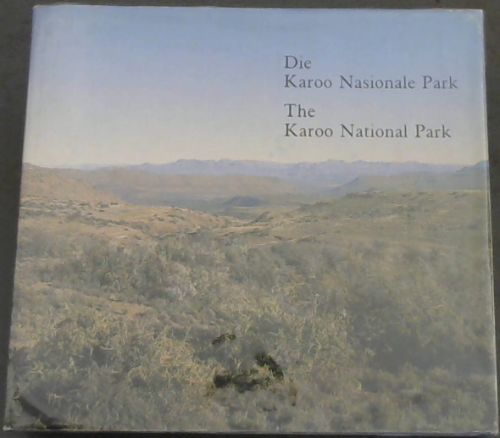 Die
Karoo Nasionale Park
The
Karoo National Park